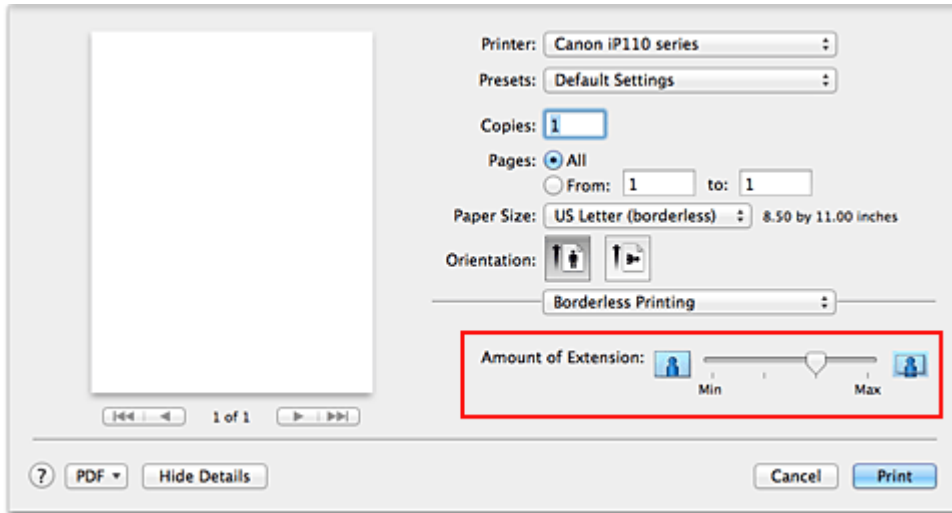 Printer: Canon iP110 series
Presets: Default Settings
Copies: 1
Pages: All
From: 1 to: 1
Paper Size: US Letter (borderless) 8.50 by 11.00 inches
Orientation:
Borderless Printing
Amount of Extension:
Min Max
1 of 1
? PDF Hide Details Cancel Print